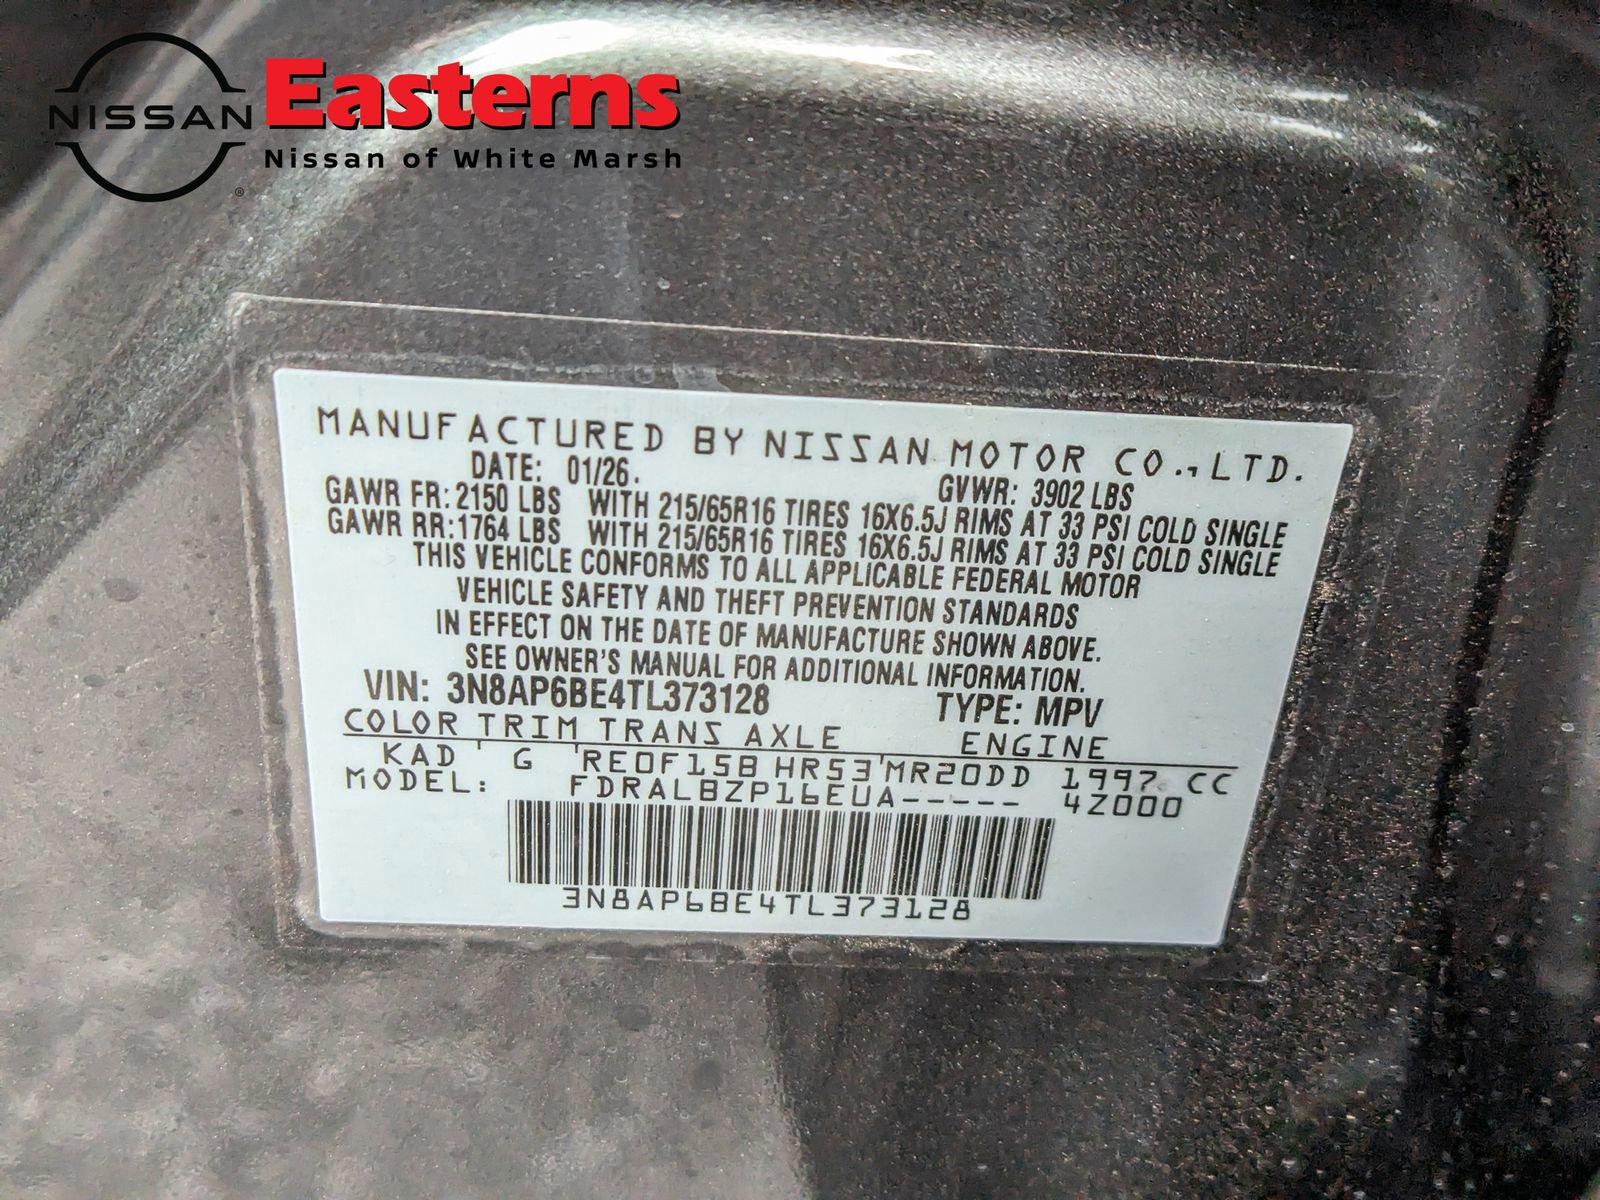 NISSAN
®
Easterns
Nissan of White Marsh
MANUFACTURED BY NISSAN MOTOR CO., LTD.
DATE: 01/26. GVWR: 3902 LBS
GAWR FR: 2150 LBS WITH 215/65R16 TIRES 16X6.5J RIMS AT 33 PSI COLD SINGLE
GAWR RR: 1764 LBS WITH 215/65R16 TIRES 16X6.5J RIMS AT 33 PSI COLD SINGLE
THIS VEHICLE CONFORMS TO ALL APPLICABLE FEDERAL MOTOR
VEHICLE SAFETY AND THEFT PREVENTION STANDARDS
IN EFFECT ON THE DATE OF MANUFACTURE SHOWN ABOVE.
SEE OWNER'S MANUAL FOR ADDITIONAL INFORMATION.
VIN: 3N8AP6BE4TL373128 TYPE: MPV
COLOR TRIM TRANS AXLE ENGINE
KAD G RE0F15B HR53 MR20DD 1997 CC
MODEL: FDRALBZP16EUA----- 4Z000
3N8AP6BE4TL373128